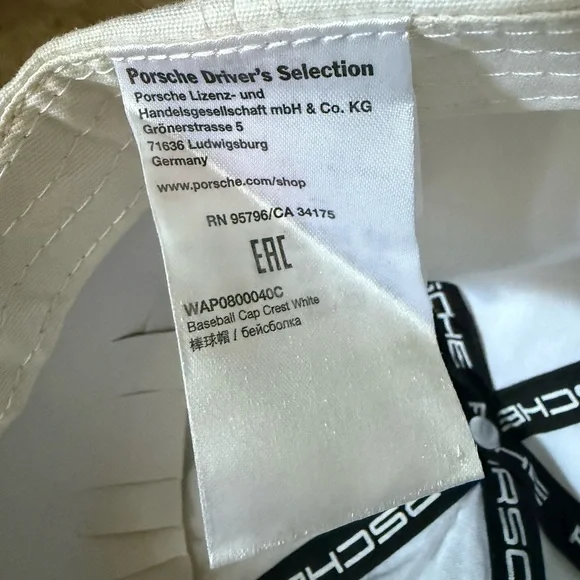 Porsche Driver's Selection
Porsche Lizenz- und
Handelsgesellschaft mbH & Co. KG
Grönerstrasse 5
71636 Ludwigsburg
Germany
www.porsche.com/shop
RN 95796/CA 34175
EAC
WAP0800040C
Baseball Cap Crest White
棒球帽 / бейсболка
PORSCHE